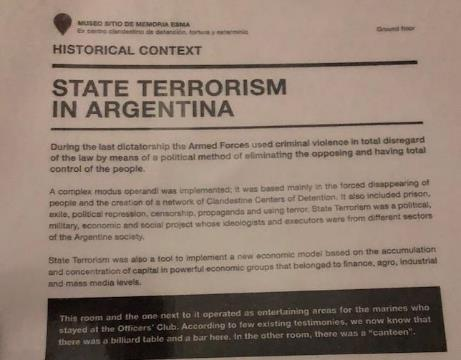 MUSEO SITIO DE MEMORIA ESMA
Ex centro clandestino de detención, tortura y exterminio
Ground floor
HISTORICAL CONTEXT
STATE TERRORISM
IN ARGENTINA
During the last dictatorship the Armed Forces used criminal violence in total disregard
of the law by means of a political method of eliminating the opposing and having total
control of the people.
A complex modus operandi was implemented; it was based mainly in the forced disappearing of
people and the creation of a network of Clandestine Centers of Detention. It also included prison,
exile, political repression, censorship, propaganda and using terror. State Terrorism was a political,
military, economic and social project whose ideologists and executors were from different sectors
of the Argentine society.
State Terrorism was also a tool to implement a new economic model based on the accumulation
and concentration of capital in powerful economic groups that belonged to finance, agro, industrial
and mass media levels.
This room and the one next to it operated as entertaining areas for the marines who
stayed at the Officers' Club. According to few existing testimonies, we now know that
there was a billiard table and a bar here. In the other room, there was a "canteen".